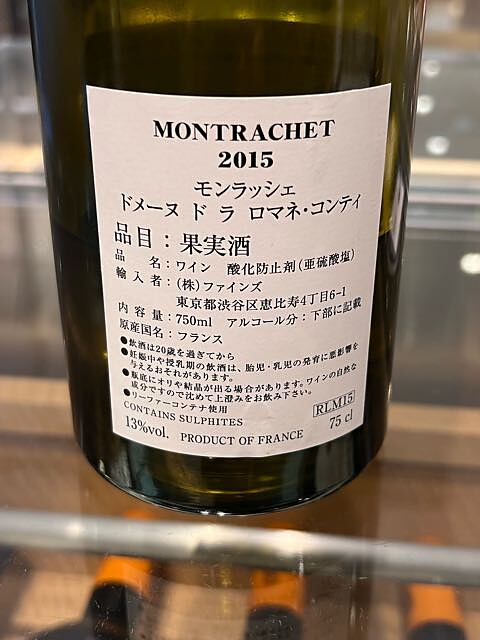 MONTRACHET
2015
モンラッシェ
ドメーヌ ド ラ ロマネ・コンティ
品目：果実酒
品　　名：ワイン　酸化防止剤（亜硫酸塩）
輸 入 者：(株)ファインズ
東京都渋谷区恵比寿4丁目6-1
内 容 量：750ml　アルコール分：下部に記載
原産国名：フランス
●飲酒は20歳を過ぎてから
●妊娠中や授乳期の飲酒は、胎児・乳児の発育に悪影響を
与えるおそれがあります。
●瓶底にオリや結晶が出る場合があります。ワインの自然な
成分ですので沈めて上澄みをお飲み下さい。
●リーファーコンテナ使用
CONTAINS SULPHITES
RLM15
13%vol.　PRODUCT OF FRANCE　75 cl